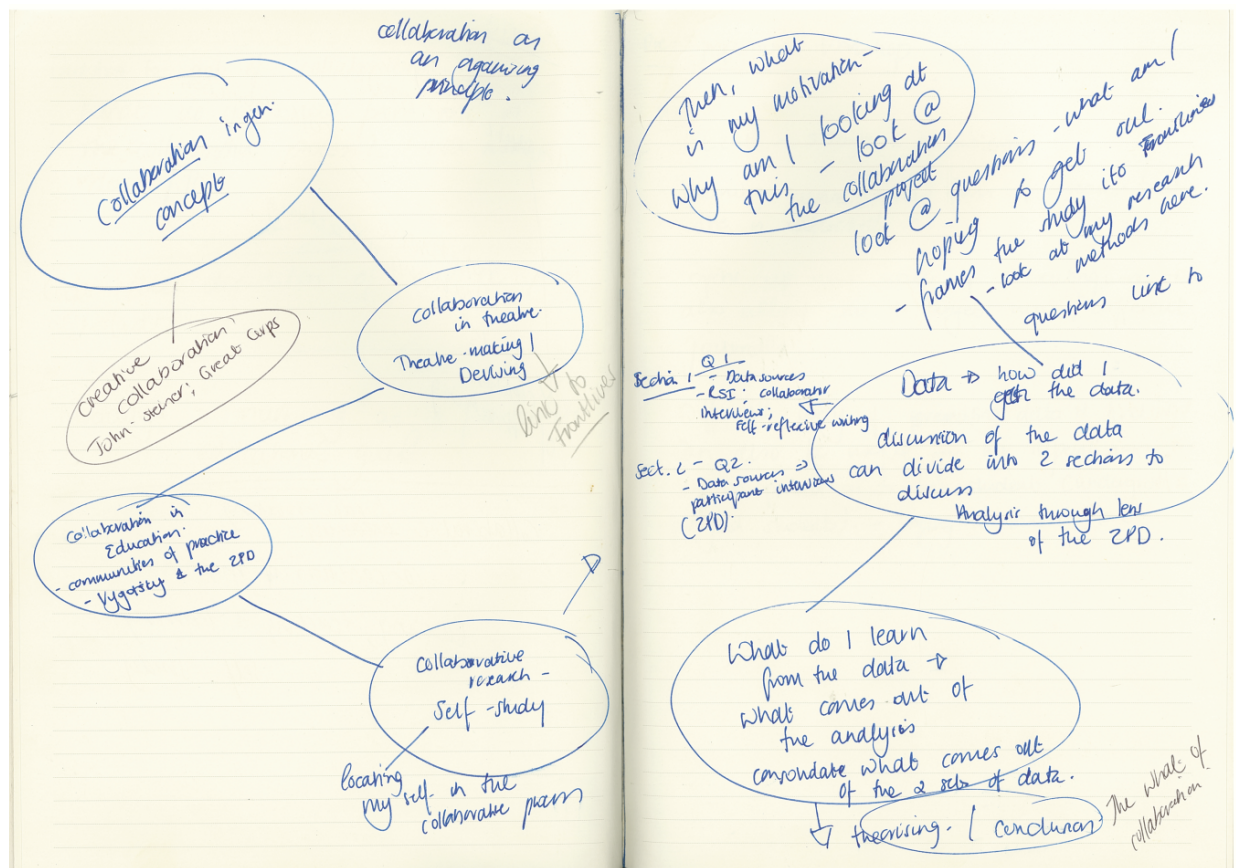 collaboration as
an organising
principle.
Collaboration in gen.
concepts
creative
collaboration
John-Steiner; Great Grps
collaboration
in theatre.
Theatre-making /
Devising
link to
Frontlines
Collaboration in
Education.
- communities of practice
- Vygotsky & the ZPD
Collaborative
research -
Self-study
locating
my self in the
collaborative process
Then, what
is my motivation -
why am I looking at
this, - look @
the collaboration
project
look @ questions - what am I
hoping to get out.
- frames the study ito Frontlines
- look at my research
methods here.
questions link to
Section 1 - Q1
- Data sources
- RSI; collaborator
interviews;
self-reflective writing
Sect. 2 - Q2.
- Data sources ⇒
participant interviews
(ZPD).
Data → how did I
get the data.
discussion of the data
can divide into 2 sections to
discuss
Analysis through lens
of the ZPD.
What do I learn
from the data →
what comes out of
the analysis
consolidate what comes out
of the 2 sets of data.
theorising. /
The what of
collaboration